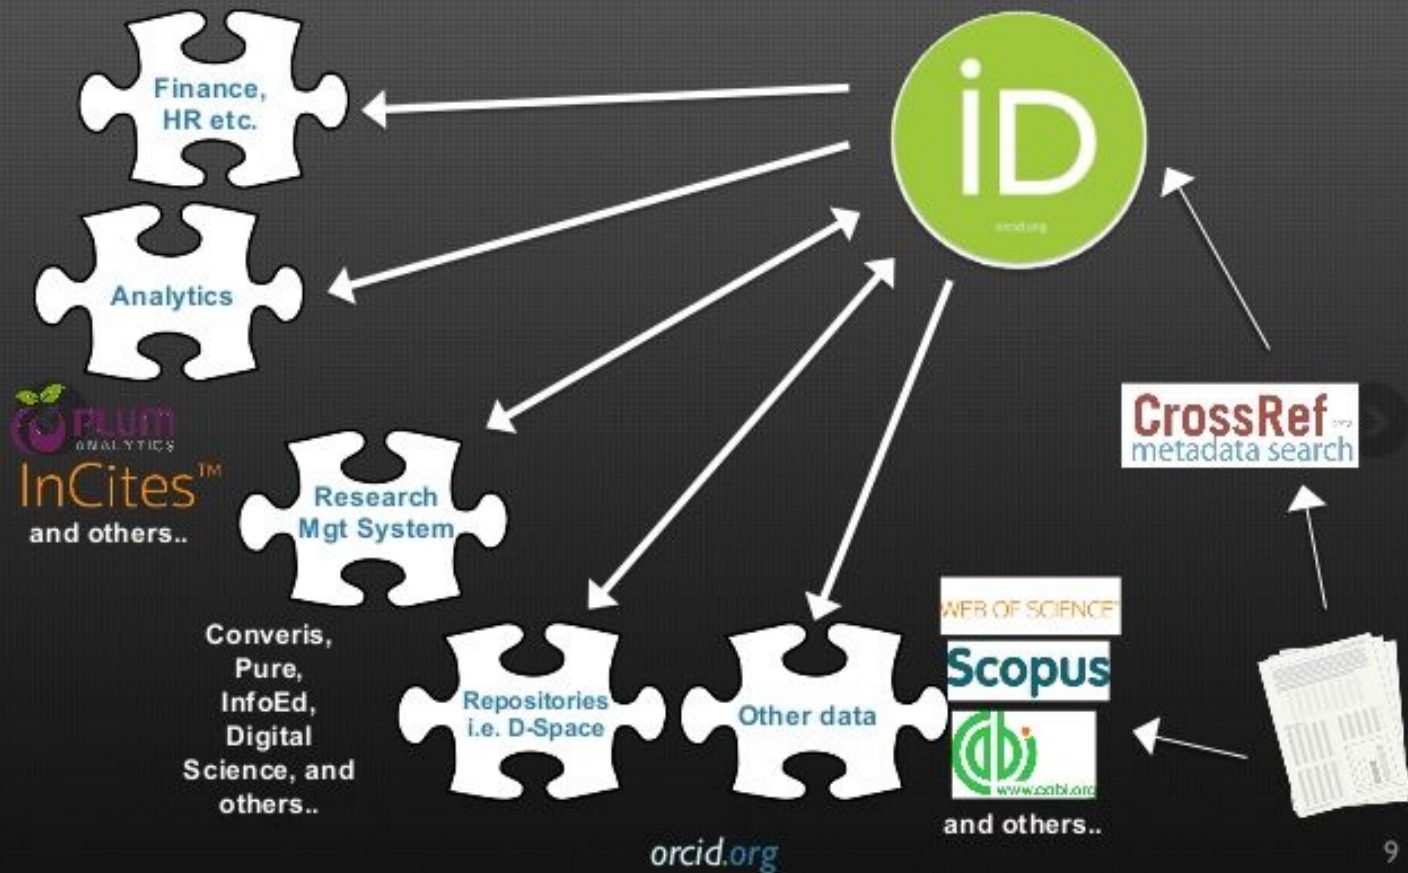 Finance,
HR etc.
iD
orcid.org
Analytics
PLUM
ANALYTICS
InCites™
and others..
CrossRef
metadata search
Research
Mgt System
Converis,
Pure,
InfoEd,
Digital
Science, and
others..
Repositories
i.e. D-Space
Other data
WEB OF SCIENCE™
Scopus
cabi
www.cabi.org
and others..
orcid.org
9